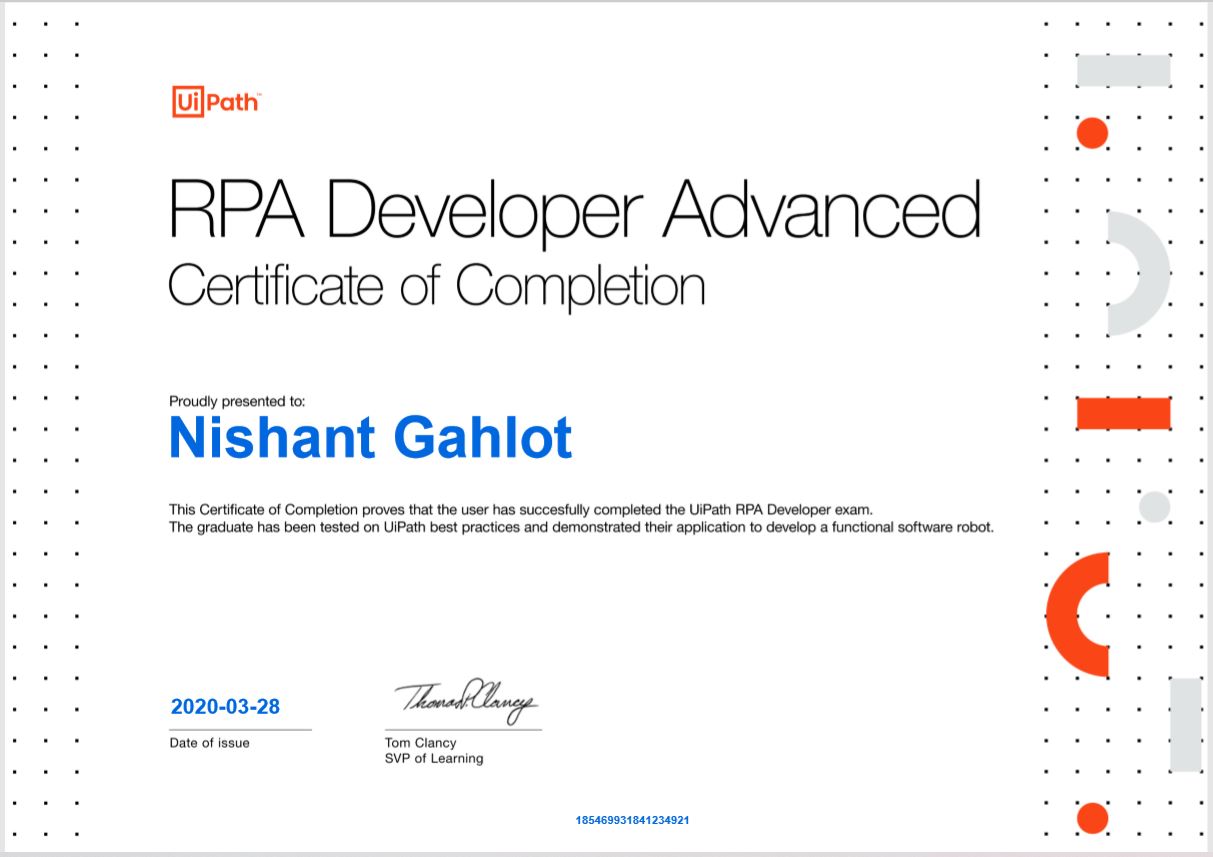 UiPath™
RPA Developer Advanced
Certificate of Completion
Proudly presented to:
Nishant Gahlot
This Certificate of Completion proves that the user has succesfully completed the UiPath RPA Developer exam.
The graduate has been tested on UiPath best practices and demonstrated their application to develop a functional software robot.
2020-03-28
Thomas P. Clancy
Date of issue
Tom Clancy
SVP of Learning
185469931841234921